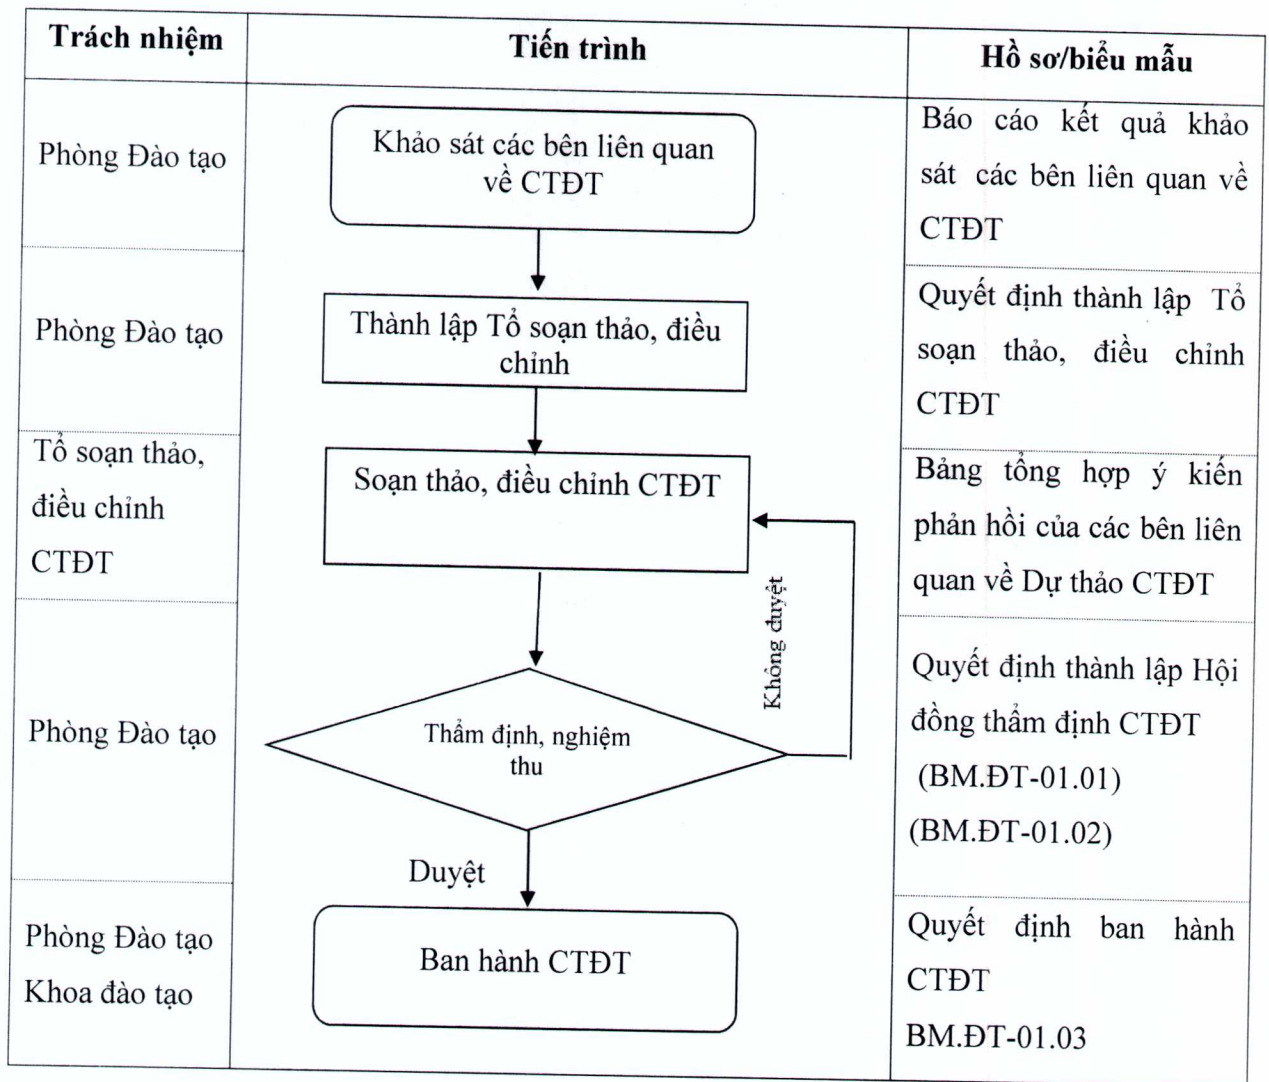 Trách nhiệm
Tiến trình
Hồ sơ/biểu mẫu
Phòng Đào tạo
Khảo sát các bên liên quan
về CTĐT
Báo cáo kết quả khảo
sát các bên liên quan về
CTĐT
Phòng Đào tạo
Thành lập Tổ soạn thảo, điều
chỉnh
Quyết định thành lập Tổ
soạn thảo, điều chỉnh
CTĐT
Tổ soạn thảo,
điều chỉnh
CTĐT
Soạn thảo, điều chỉnh CTĐT
Bảng tổng hợp ý kiến
phản hồi của các bên liên
quan về Dự thảo CTĐT
Không duyệt
Phòng Đào tạo
Thẩm định, nghiệm
thu
Quyết định thành lập Hội
đồng thẩm định CTĐT
(BM.ĐT-01.01)
(BM.ĐT-01.02)
Duyệt
Phòng Đào tạo
Khoa đào tạo
Ban hành CTĐT
Quyết định ban hành
CTĐT
BM.ĐT-01.03